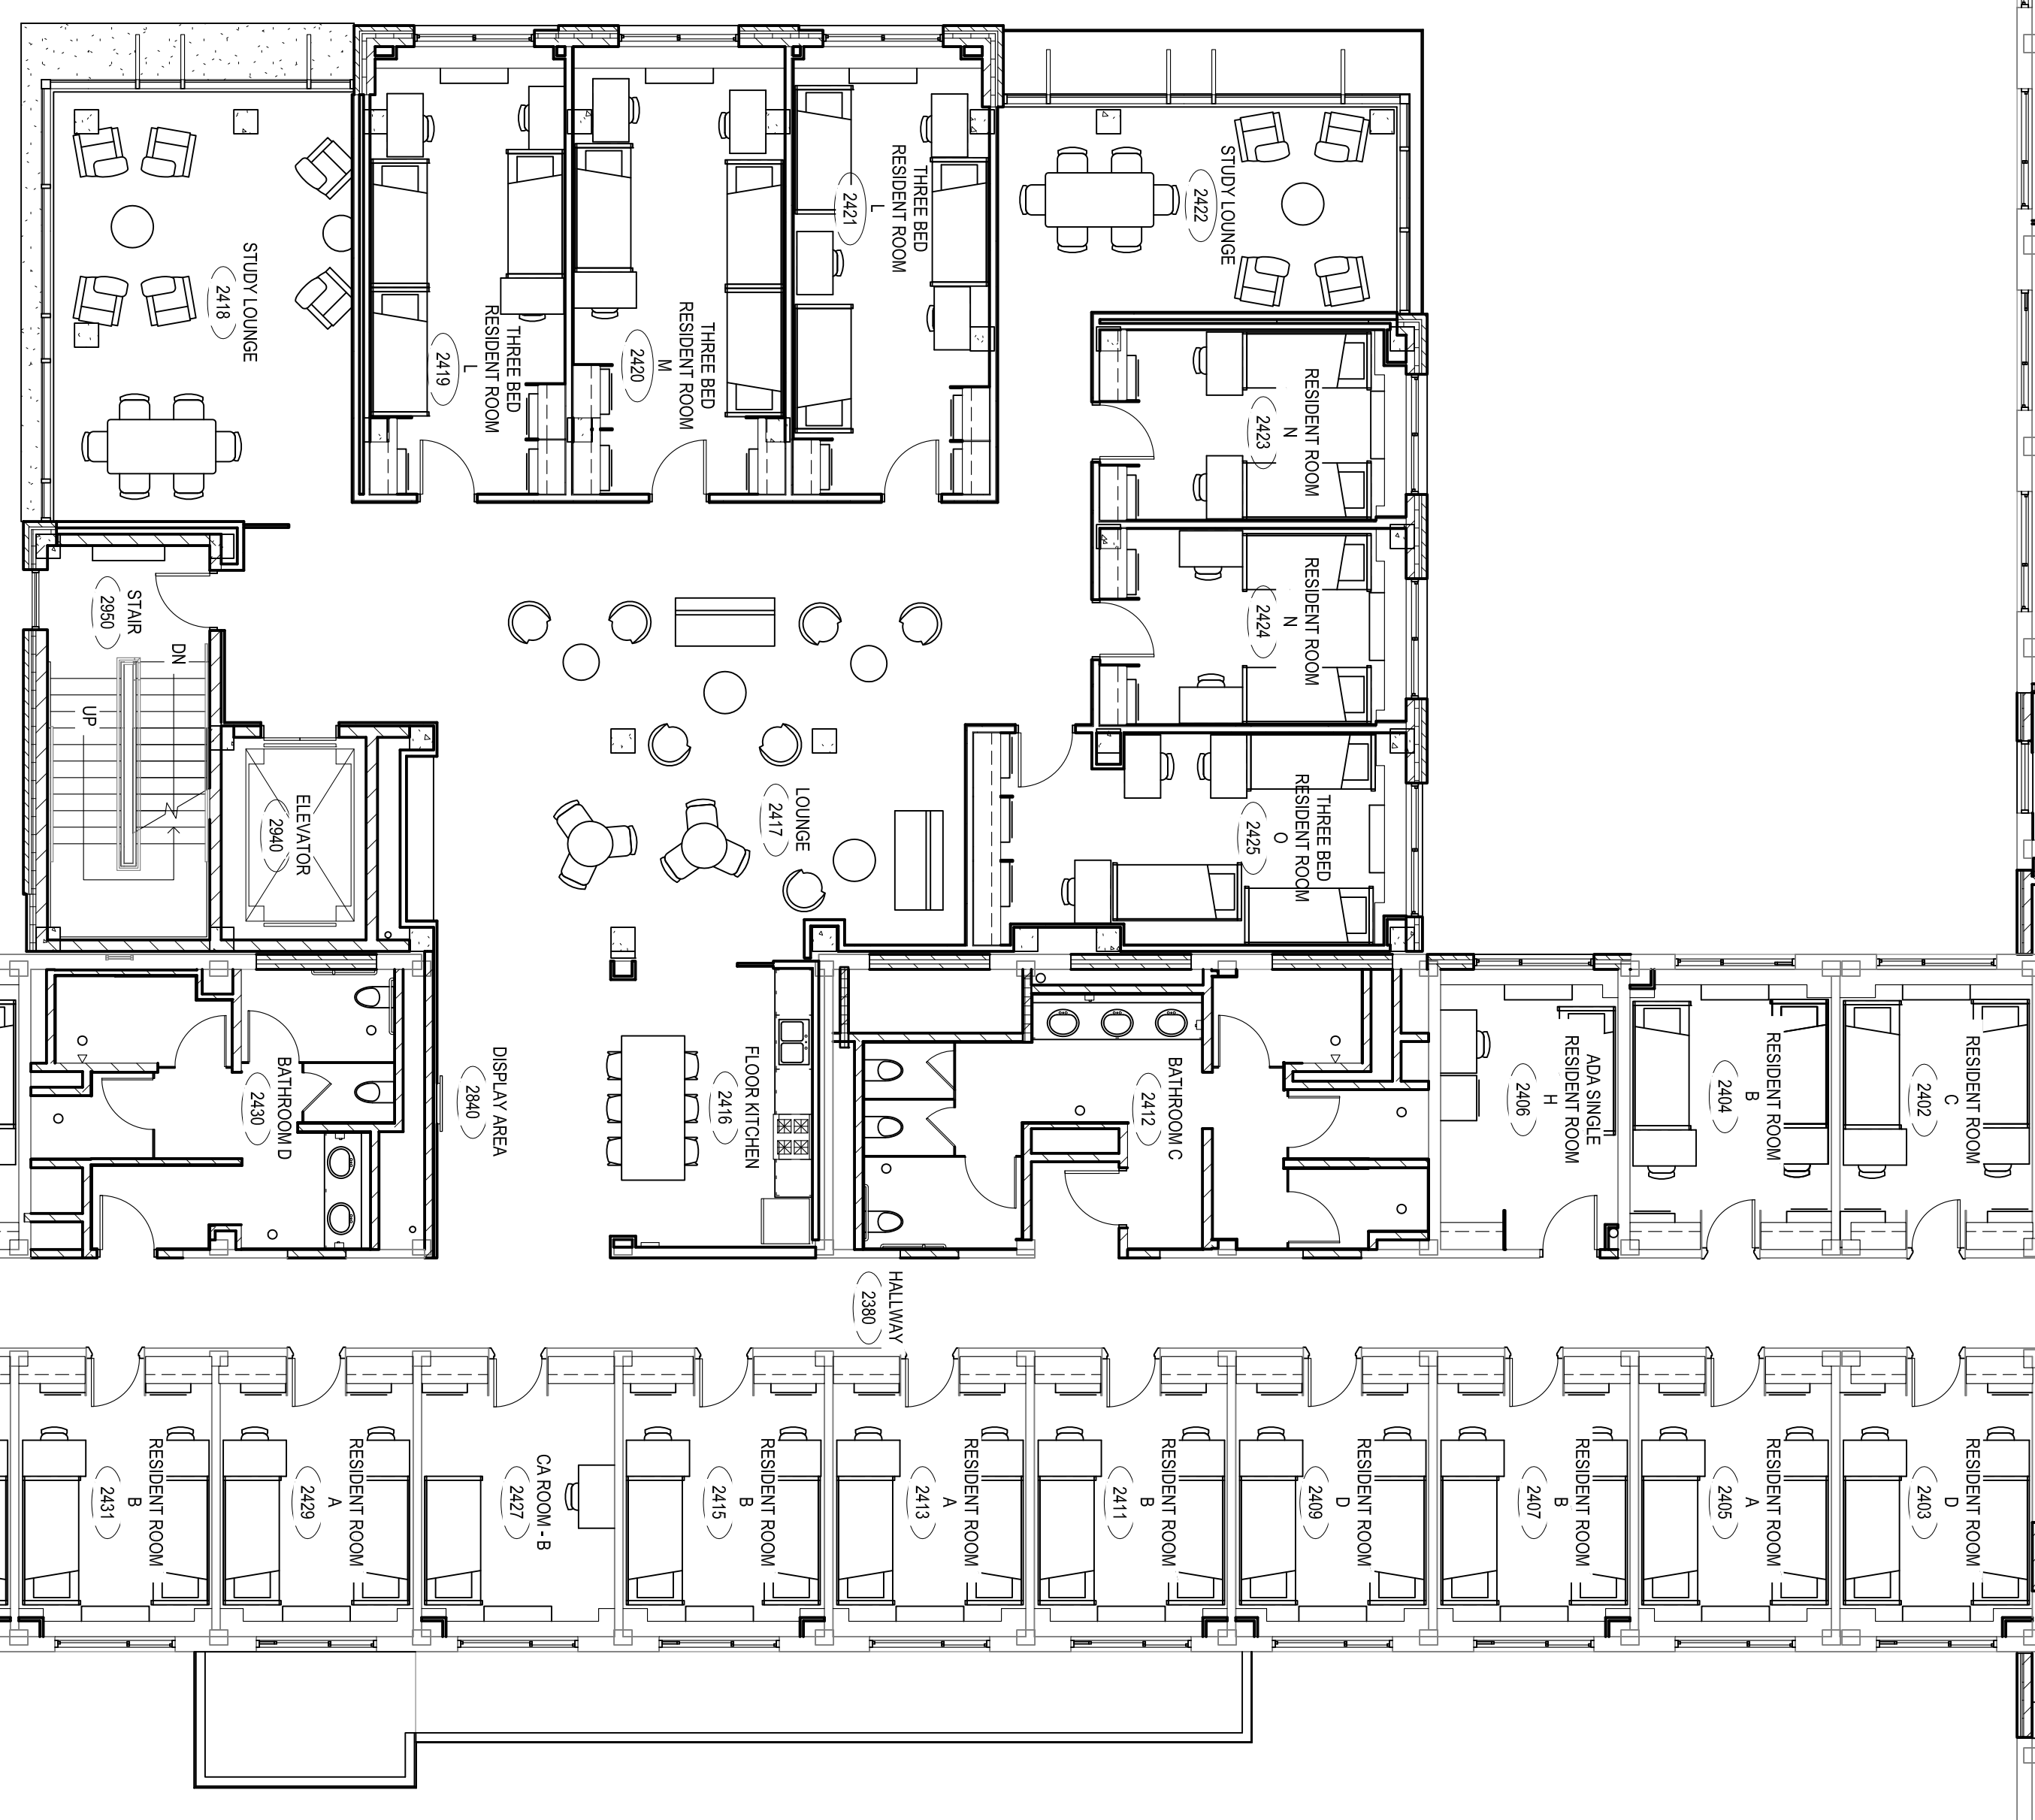 STUDY LOUNGE
2418
THREE BED
RESIDENT ROOM
L
2419
THREE BED
RESIDENT ROOM
M
2420
THREE BED
RESIDENT ROOM
L
2421
STUDY LOUNGE
2422
RESIDENT ROOM
N
2423
RESIDENT ROOM
N
2424
THREE BED
RESIDENT ROOM
O
2425
STAIR
2950
DN
UP
ELEVATOR
2940
LOUNGE
2417
BATHROOM D
2430
DISPLAY AREA
2840
FLOOR KITCHEN
2416
BATHROOM C
2412
ADA SINGLE
RESIDENT ROOM
H
2406
RESIDENT ROOM
B
2404
RESIDENT ROOM
C
2402
HALLWAY
2380
RESIDENT ROOM
B
2431
RESIDENT ROOM
A
2429
CA ROOM - B
2427
RESIDENT ROOM
B
2415
RESIDENT ROOM
A
2413
RESIDENT ROOM
B
2411
RESIDENT ROOM
D
2409
RESIDENT ROOM
B
2407
RESIDENT ROOM
A
2405
RESIDENT ROOM
D
2403